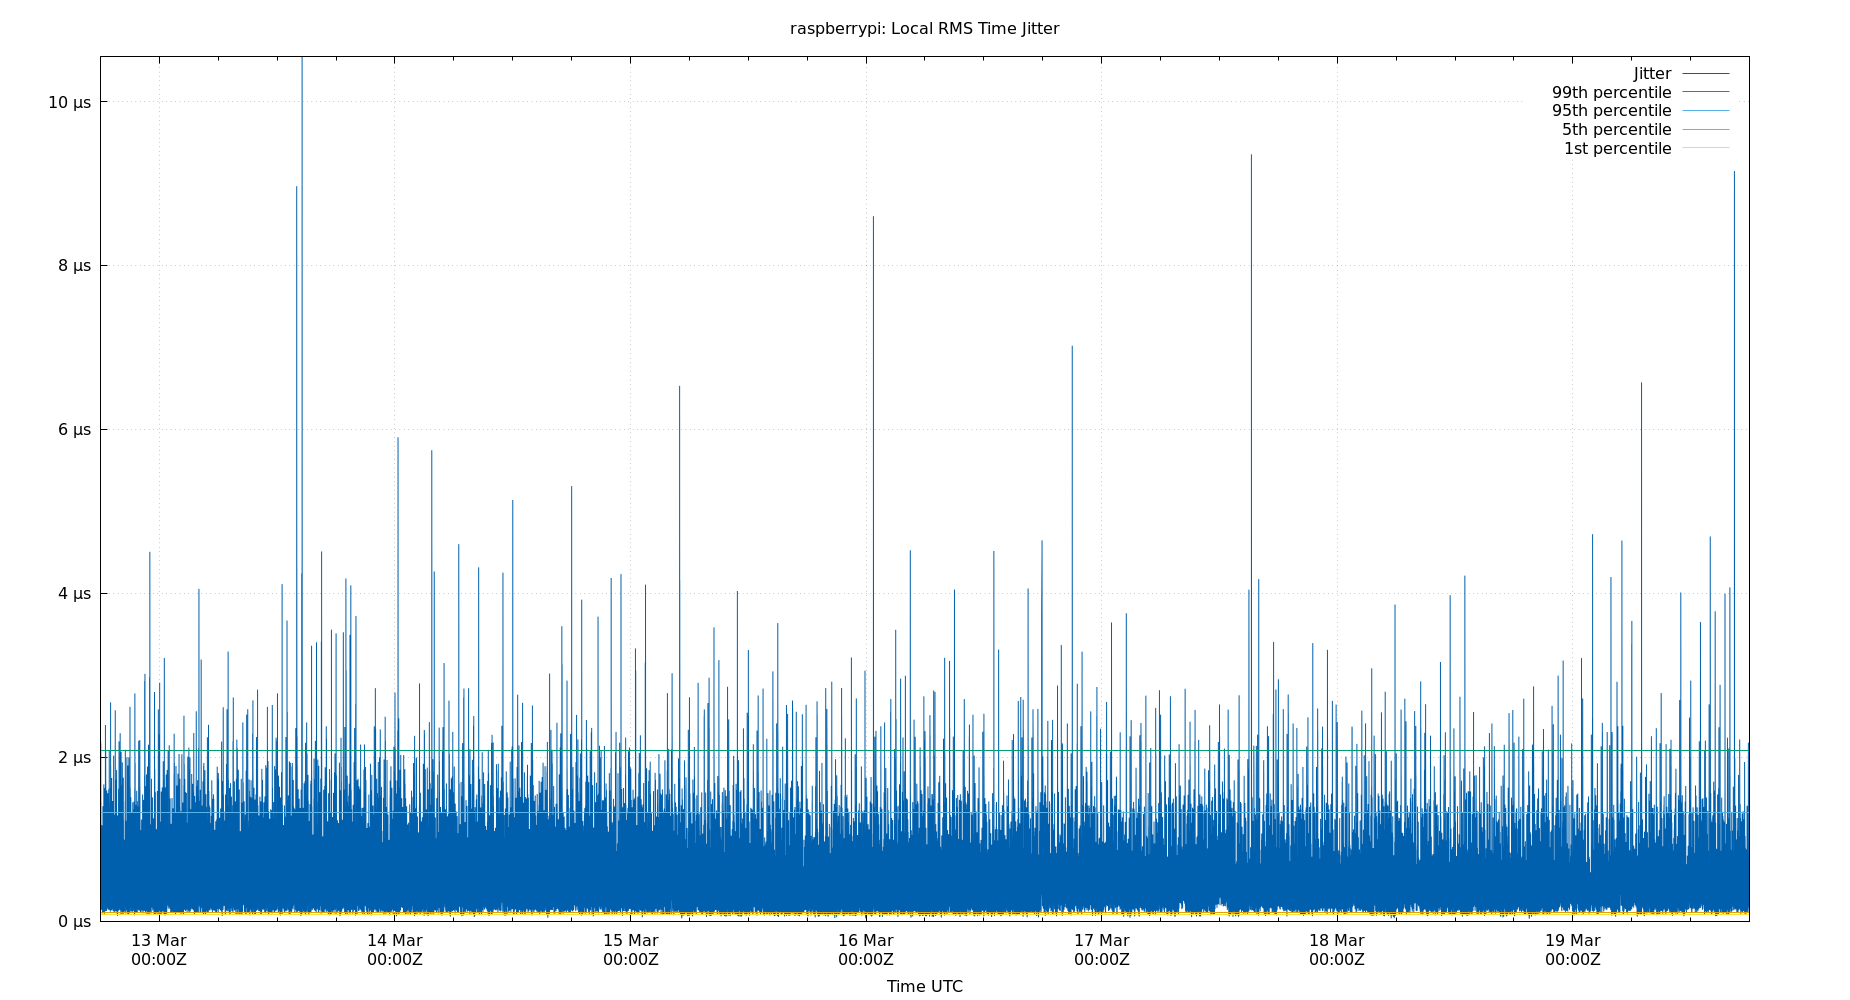 raspberrypi: Local RMS Time Jitter
Jitter
99th percentile
95th percentile
5th percentile
1st percentile
10 µs
8 µs
6 µs
4 µs
2 µs
0 µs
13 Mar 14 Mar 15 Mar 16 Mar 17 Mar 18 Mar 19 Mar
00:00Z 00:00Z 00:00Z 00:00Z 00:00Z 00:00Z 00:00Z
Time UTC